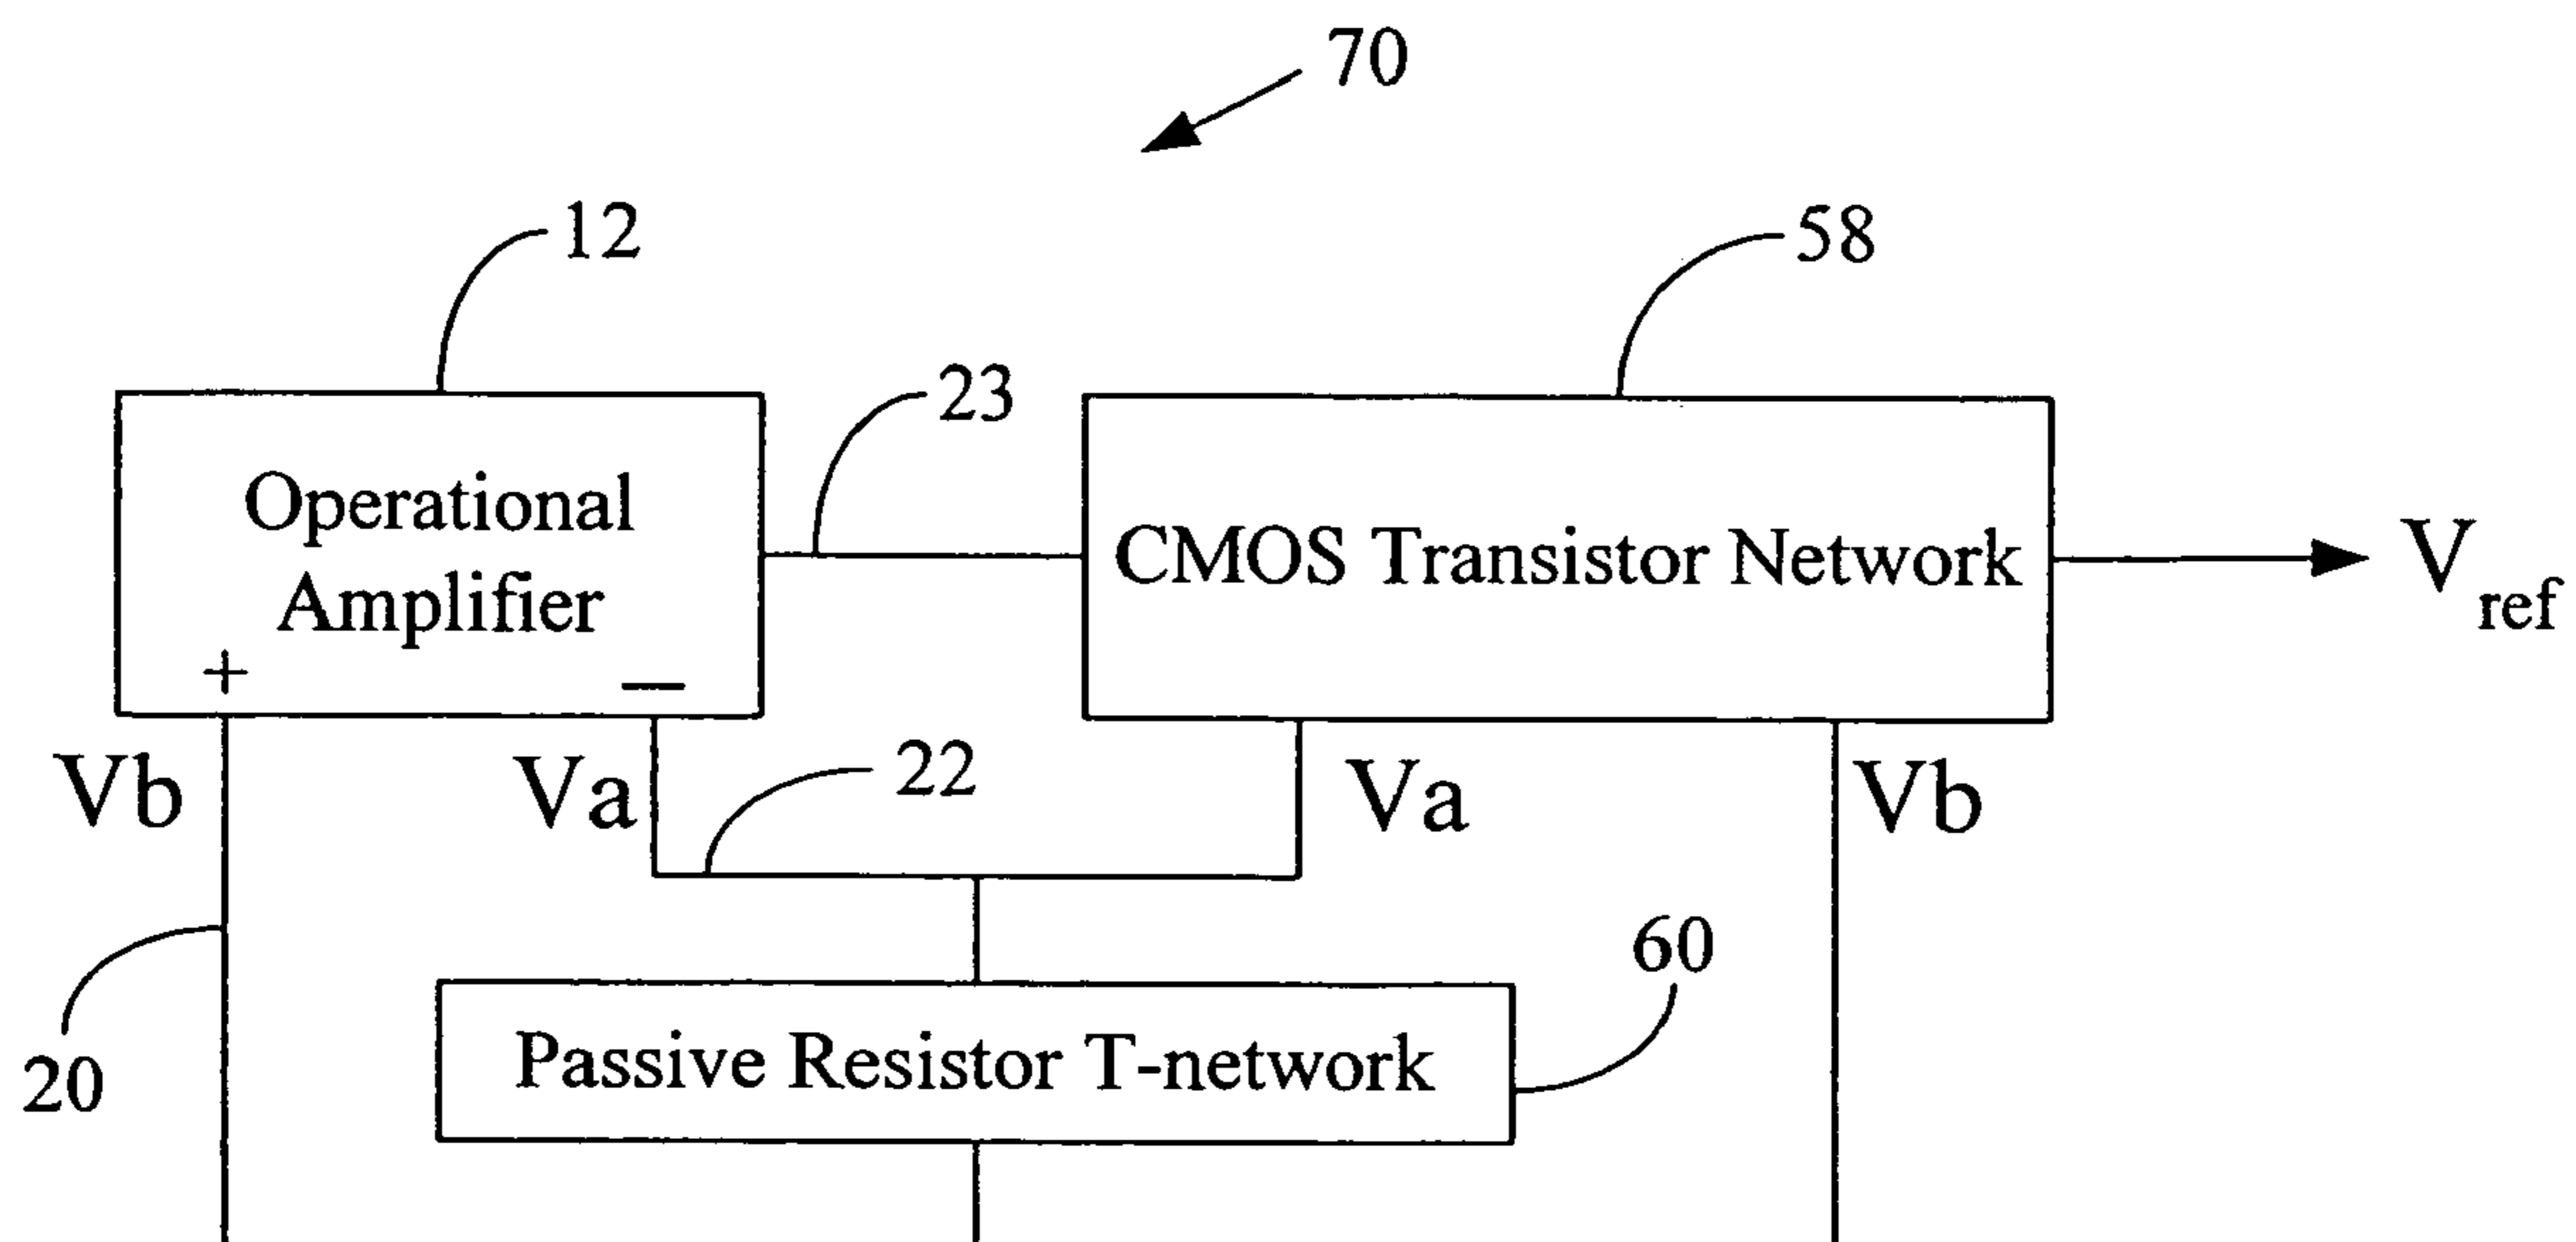 70
12
58
23
Operational
Amplifier
+ —
CMOS Transistor Network
Vref
Vb
Va
22
Va
Vb
60
20
Passive Resistor T-network